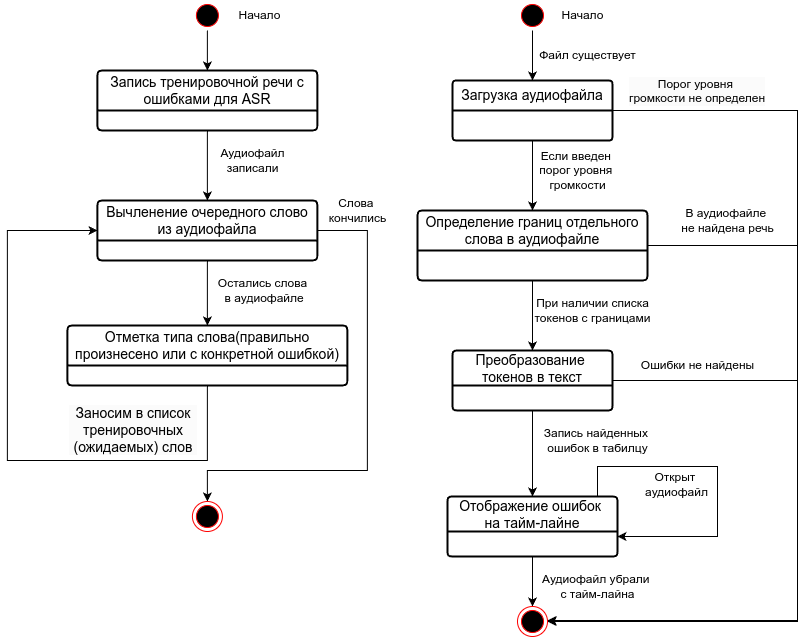 Начало
Запись тренировочной речи с
ошибками для ASR
Аудиофайл
записали
Вычленение очередного слово
из аудиофайла
Слова
кончились
Остались слова
в аудиофайле
Отметка типа слова(правильно
произнесено или с конкретной ошибкой)
Заносим в список
тренировочных
(ожидаемых) слов
Начало
Файл существует
Загрузка аудиофайла
Порог уровня
громкости не определен
Если введен
порог уровня
громкости
Определение границ отдельного
слова в аудиофайле
В аудиофайле
не найдена речь
При наличии списка
токенов с границами
Преобразование
токенов в текст
Ошибки не найдены
Запись найденных
ошибок в табилцу
Открыт
аудиофайл
Отображение ошибок
на тайм-лайне
Аудиофайл убрали
с тайм-лайна